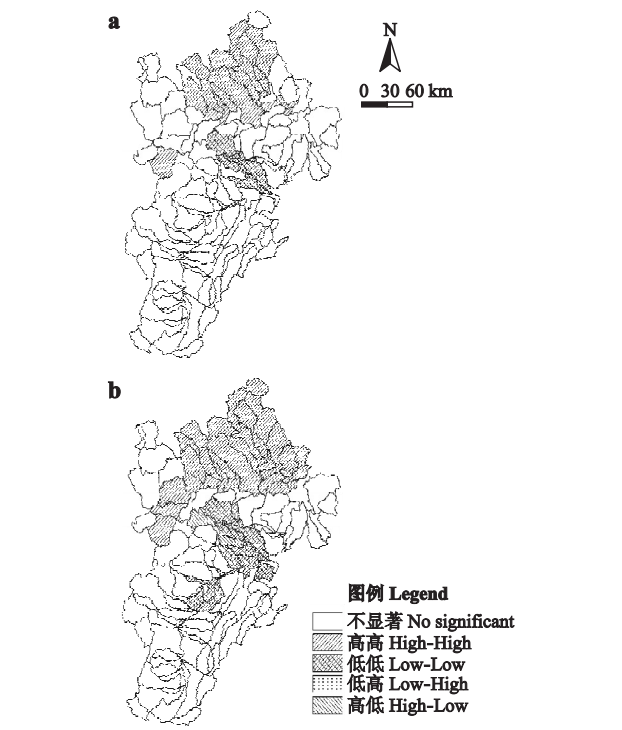 a
N
0 30 60 km
b
图例 Legend
不显著 No significant
高高 High-High
低低 Low-Low
低高 Low-High
高低 High-Low